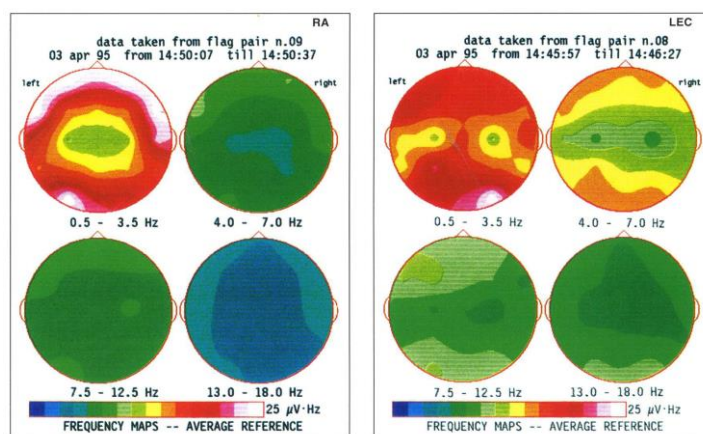 RA
data taken from flag pair n.09
03 apr 95 from 14:50:07 till 14:50:37
left
right
0.5 - 3.5 Hz
4.0 - 7.0 Hz
7.5 - 12.5 Hz
13.0 - 18.0 Hz
25 μV·Hz
FREQUENCY MAPS -- AVERAGE REFERENCE
LEC
data taken from flag pair n.08
03 apr 95 from 14:45:57 till 14:46:27
left
right
0.5 - 3.5 Hz
4.0 - 7.0 Hz
7.5 - 12.5 Hz
13.0 - 18.0 Hz
25 μV·Hz
FREQUENCY MAPS -- AVERAGE REFERENCE